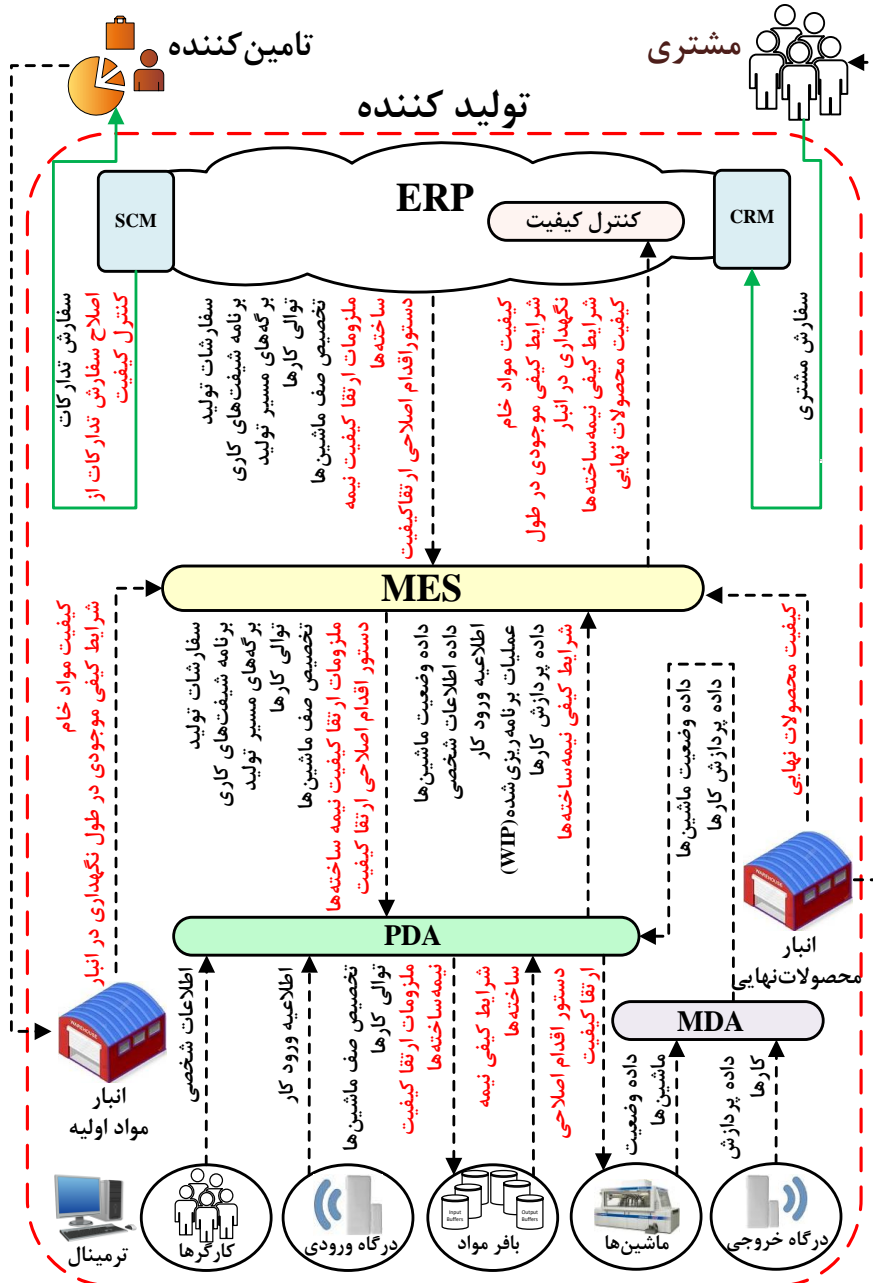 تامین‌کننده
مشتری
تولید کننده
ERP
SCM
CRM
کنترل کیفیت
سفارش تدارکات
اصلاح سفارش تدارکات از
کنترل کیفیت
سفارشات تولید
برنامه شیفت‌های کاری
برگه‌های مسیر تولید
توالی کارها
تخصیص صف ماشین‌ها
ملزومات ارتقا کیفیت نیمه
ساخته‌ها
دستوراقدام اصلاحی ارتقاکیفیت
کیفیت مواد خام
شرایط کیفی موجودی در طول
نگهداری در انبار
شرایط کیفی نیمه‌ساخته‌ها
کیفیت محصولات نهایی
سفارش مشتری
MES
کیفیت مواد خام
شرایط کیفی موجودی در طول نگهداری در انبار
سفارشات تولید
برنامه شیفت‌های کاری
برگه‌های مسیر تولید
توالی کارها
تخصیص صف ماشین‌ها
ملزومات ارتقا کیفیت نیمه ساخته‌ها
دستور اقدام اصلاحی ارتقا کیفیت
داده وضعیت ماشین‌ها
داده اطلاعات شخصی
اطلاعیه ورود کار
عملیات برنامه‌ریزی‌شده(WIP)
داده پردازش کارها
شرایط کیفی نیمه‌ساخته‌ها
داده وضعیت ماشین‌ها
داده پردازش کارها
کیفیت محصولات نهایی
PDA
WAREHOUSE
انبار
محصولات‌نهایی
WAREHOUSE
انبار
مواد اولیه
MDA
اطلاعات شخصی
اطلاعیه ورود کار
تخصیص صف ماشین‌ها
توالی کارها
ملزومات ارتقا کیفیت
نیمه‌ساخته‌ها
شرایط کیفی نیمه
ساخته‌ها
دستور اقدام اصلاحی
ارتقا کیفیت
داده وضعیت
ماشین‌ها
داده پردازش
کارها
ترمینال
کارگرها
درگاه ورودی
Input
Buffers
Output
Buffers
بافر مواد
ماشین‌ها
درگاه خروجی